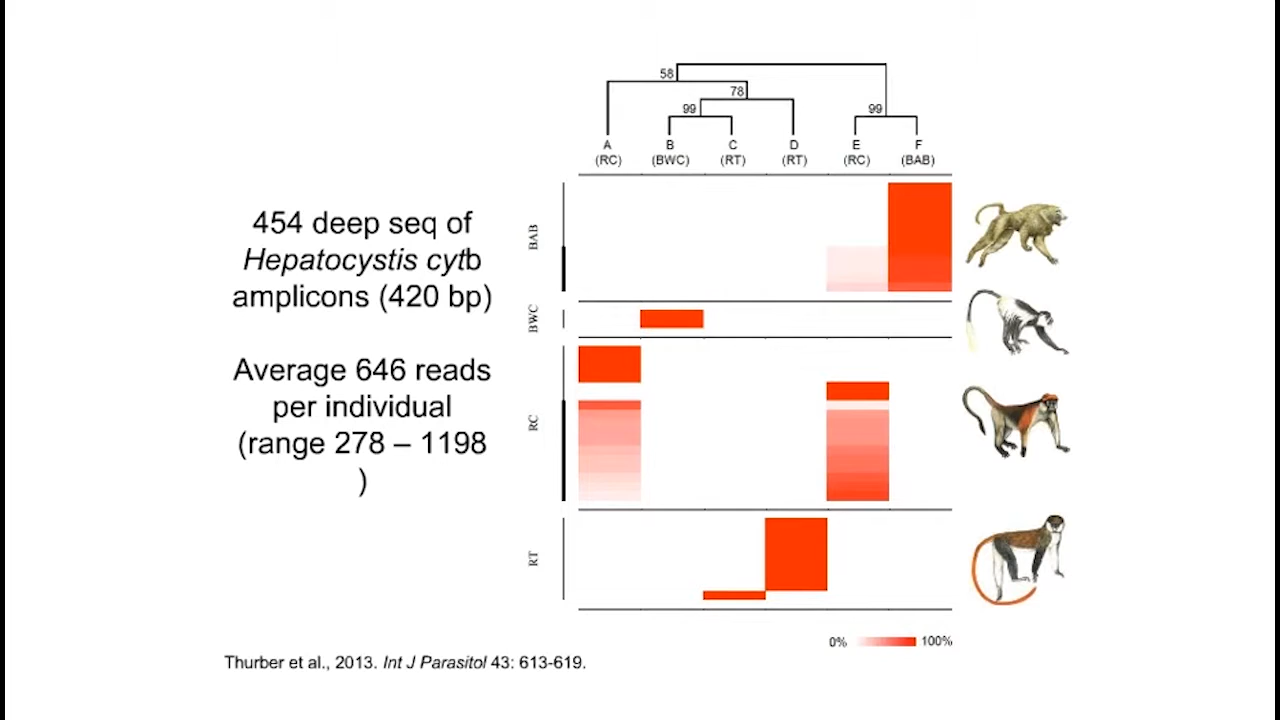 58
78
99
99
A
B
C
D
E
F
(RC)
(BWC)
(RT)
(RT)
(RC)
(BAB)
454 deep seq of
Hepatocystis cytb
amplicons (420 bp)
Average 646 reads
per individual
(range 278 – 1198
)
BAB
BWC
RC
RT
0%
100%
Thurber et al., 2013. Int J Parasitol 43: 613-619.